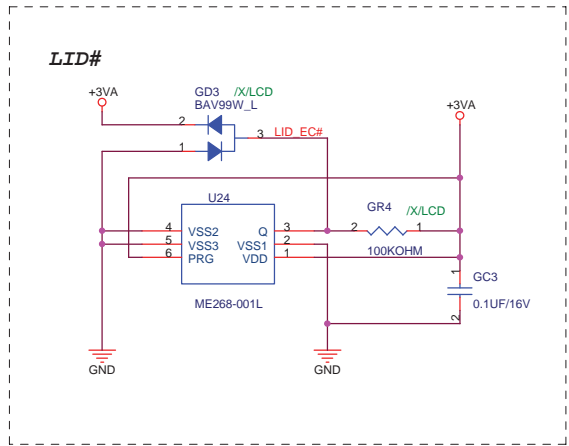 LID#
GD3 /X/LCD
+3VA BAV99W_L +3VA
2
3 LID_EC#
1
U24
GR4 /X/LCD
4 VSS2 Q 3 2 1
5 VSS3 VSS1 2
6 PRG VDD 1 100KOHM
1 GC3
ME268-001L 0.1UF/16V
2
GND GND